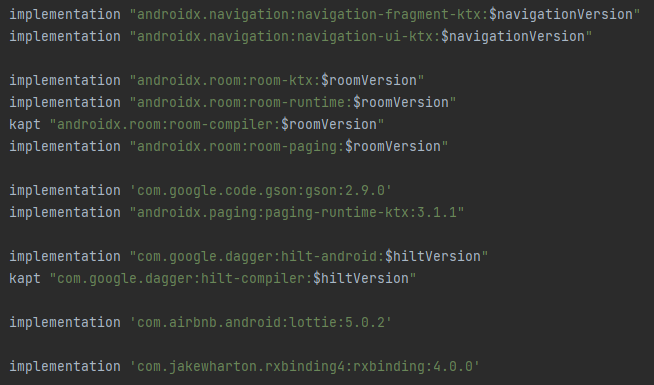 implementation "androidx.navigation:navigation-fragment-ktx:$navigationVersion"
implementation "androidx.navigation:navigation-ui-ktx:$navigationVersion"
implementation "androidx.room:room-ktx:$roomVersion"
implementation "androidx.room:room-runtime:$roomVersion"
kapt "androidx.room:room-compiler:$roomVersion"
implementation "androidx.room:room-paging:$roomVersion"
implementation 'com.google.code.gson:gson:2.9.0'
implementation "androidx.paging:paging-runtime-ktx:3.1.1"
implementation "com.google.dagger:hilt-android:$hiltVersion"
kapt "com.google.dagger:hilt-compiler:$hiltVersion"
implementation 'com.airbnb.android:lottie:5.0.2'
implementation 'com.jakewharton.rxbinding4:rxbinding:4.0.0'